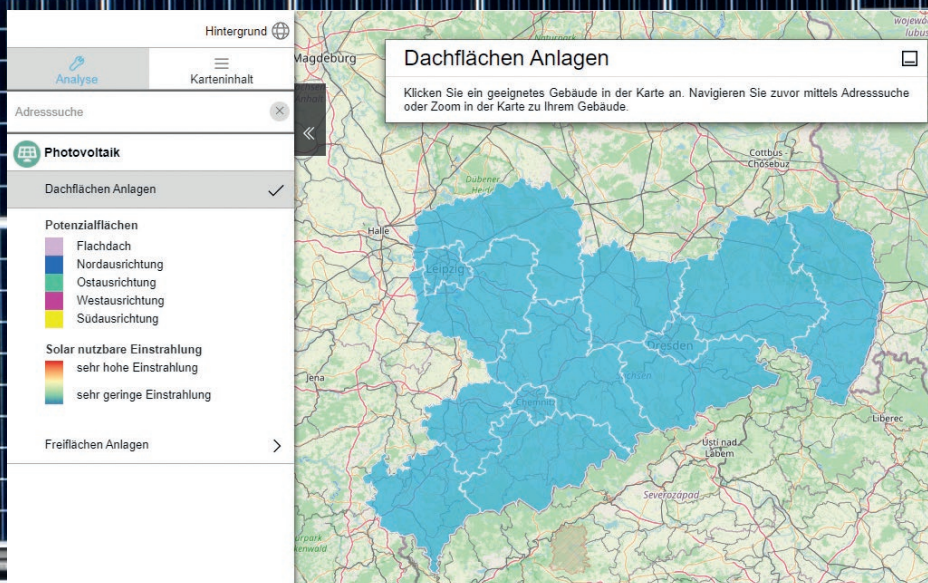 Hintergrund
Analyse
Karteninhalt
Adresssuche
Photovoltaik
Dachflächen Anlagen
Potenzialflächen
Flachdach
Nordausrichtung
Ostausrichtung
Westausrichtung
Südausrichtung
Solar nutzbare Einstrahlung
sehr hohe Einstrahlung
sehr geringe Einstrahlung
Freiflächen Anlagen
Dachflächen Anlagen
Klicken Sie ein geeignetes Gebäude in der Karte an. Navigieren Sie zuvor mittels Adresssuche
oder Zoom in der Karte zu Ihrem Gebäude.
Magdeburg
Naturpark
Cottbus -
Chóśebuz
Dübener
Halle
Leipzig
Dresden
Jena
Chemnitz
Liberec
Ústí nad
Labem
Severozápad